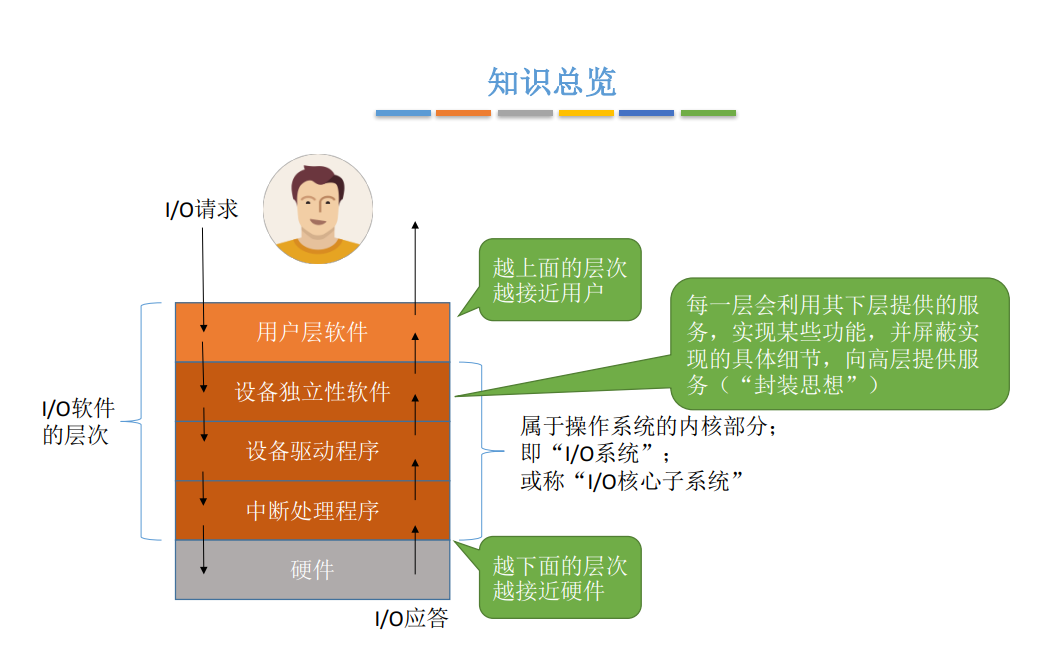 知识总览
I/O请求
越上面的层次
越接近用户
每一层会利用其下层提供的服
务，实现某些功能，并屏蔽实
现的具体细节，向高层提供服
务（“封装思想”）
用户层软件
设备独立性软件
设备驱动程序
中断处理程序
硬件
I/O软件
的层次
属于操作系统的内核部分；
即“I/O系统”；
或称“I/O核心子系统”
越下面的层次
越接近硬件
I/O应答